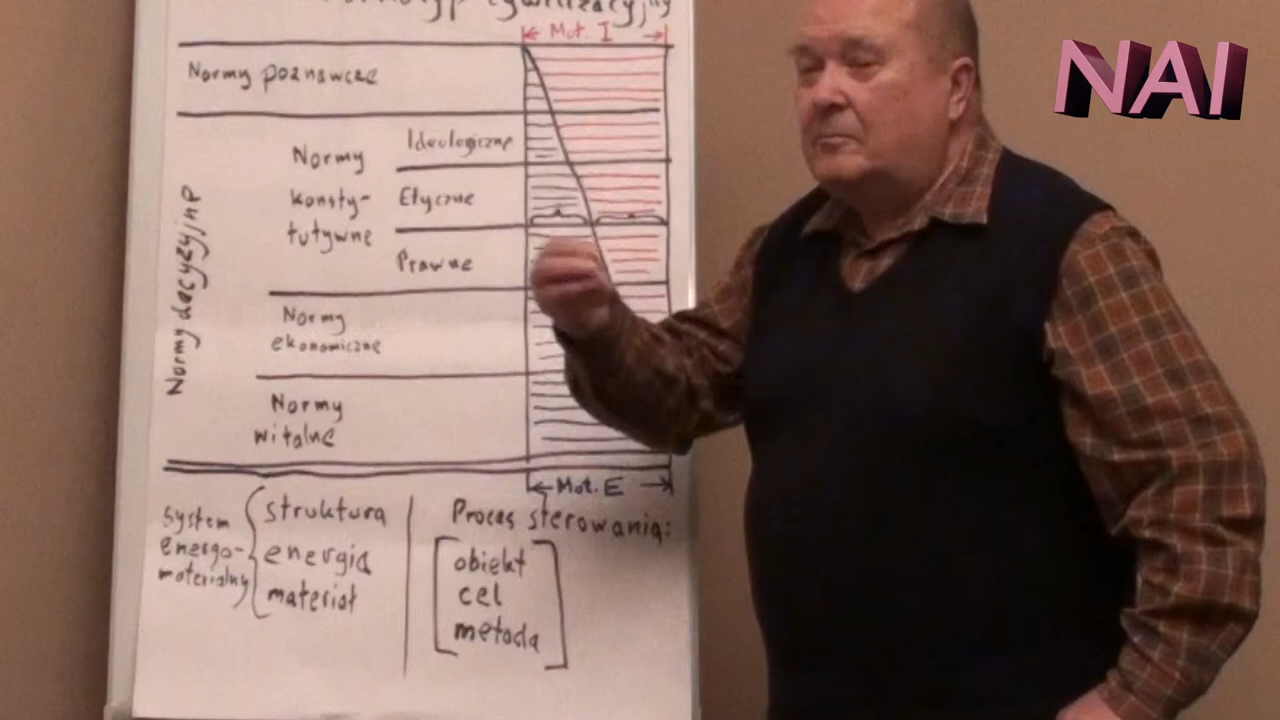 cywilizacyjny
Mot. I
NAI
Normy poznawcze
Normy decyzyjne
Normy
konsty-
tutywne
Ideologiczne
Etyczne
Prawne
Normy
ekonomiczne
Normy
witalne
Mot. E
System
energo-
materialny
struktura
energia
materiał
Proces sterowania:
obiekt
cel
metoda